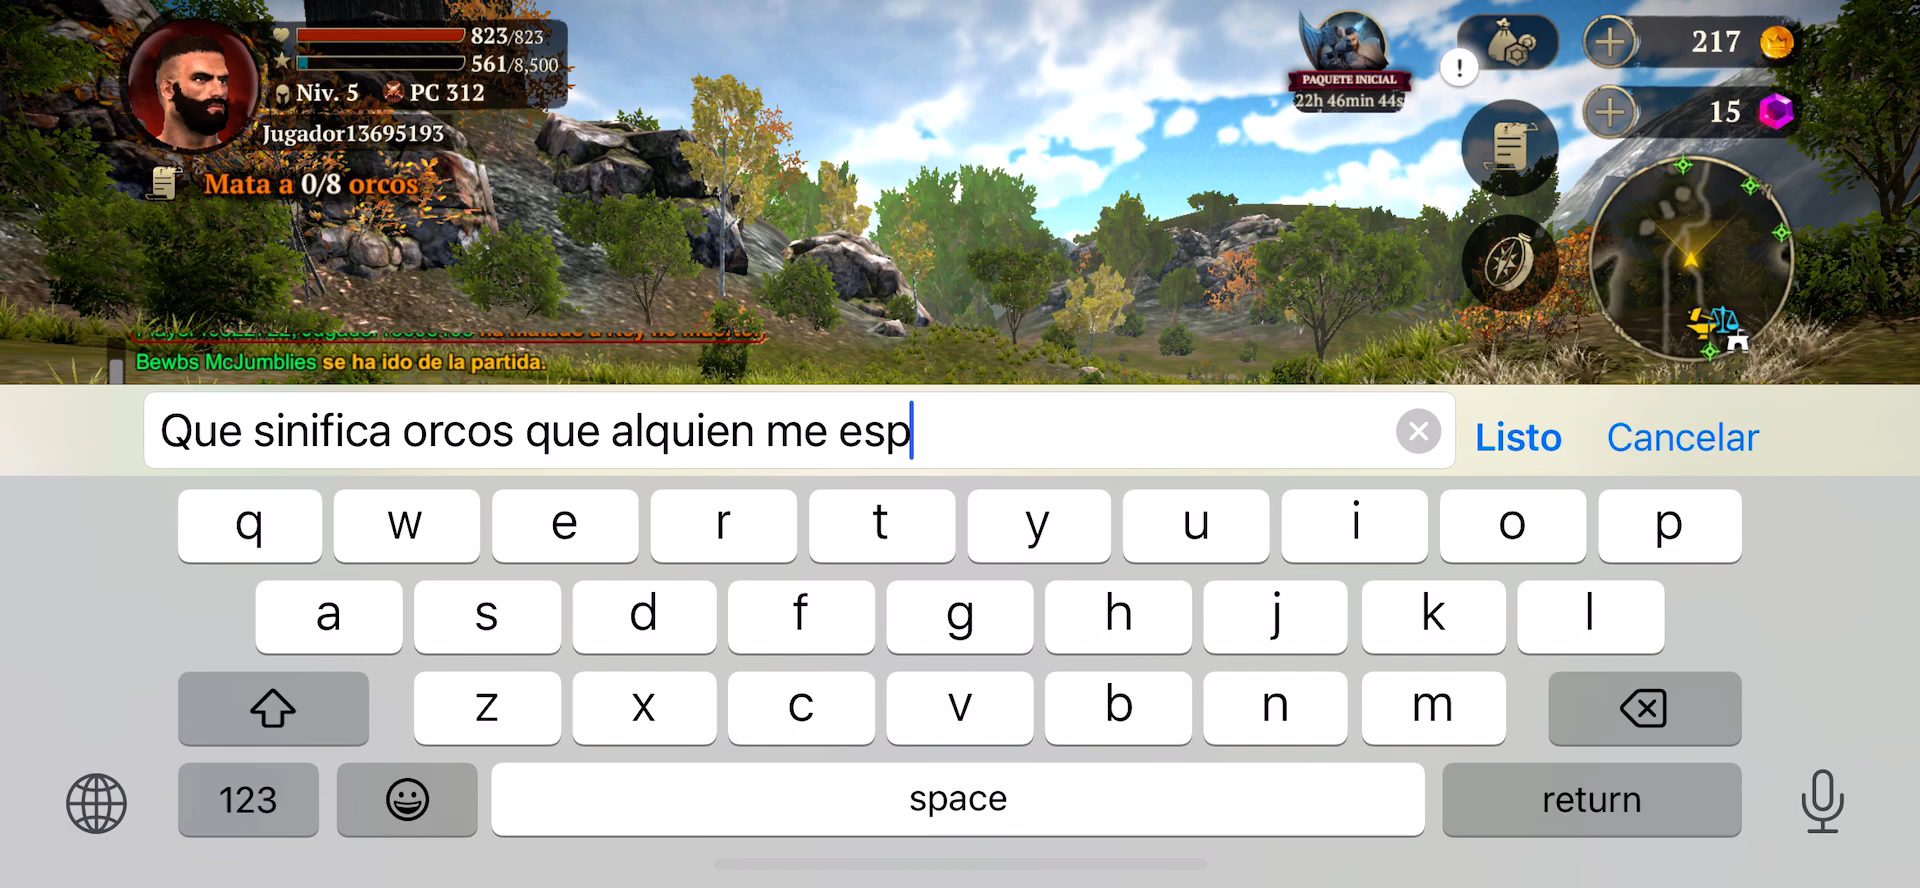 823/823
561/8,500
Niv. 5 PC 312
Jugador13695193
Mata a 0/8 orcos
PAQUETE INICIAL
22h 46min 44s
!
217
15
Bewbs McJumblies se ha ido de la partida.
Que sinifica orcos que alquien me esp
Listo Cancelar
q w e r t y u i o p
a s d f g h j k l
z x c v b n m
123 space return